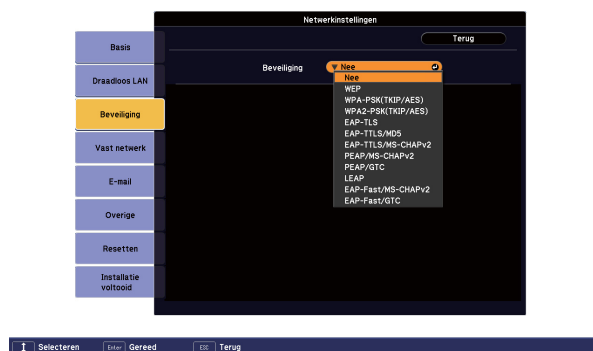 Netwerkinstellingen
Terug
Basis
Draadloos LAN
Beveiliging
Vast netwerk
E-mail
Overige
Resetten
Installatie
voltooid
Beveiliging
Nee
Nee
WEP
WPA-PSK(TKIP/AES)
WPA2-PSK(TKIP/AES)
EAP-TLS
EAP-TTLS/MD5
EAP-TTLS/MS-CHAPv2
PEAP/MS-CHAPv2
PEAP/GTC
LEAP
EAP-Fast/MS-CHAPv2
EAP-Fast/GTC
Selecteren Enter Gereed ESC Terug